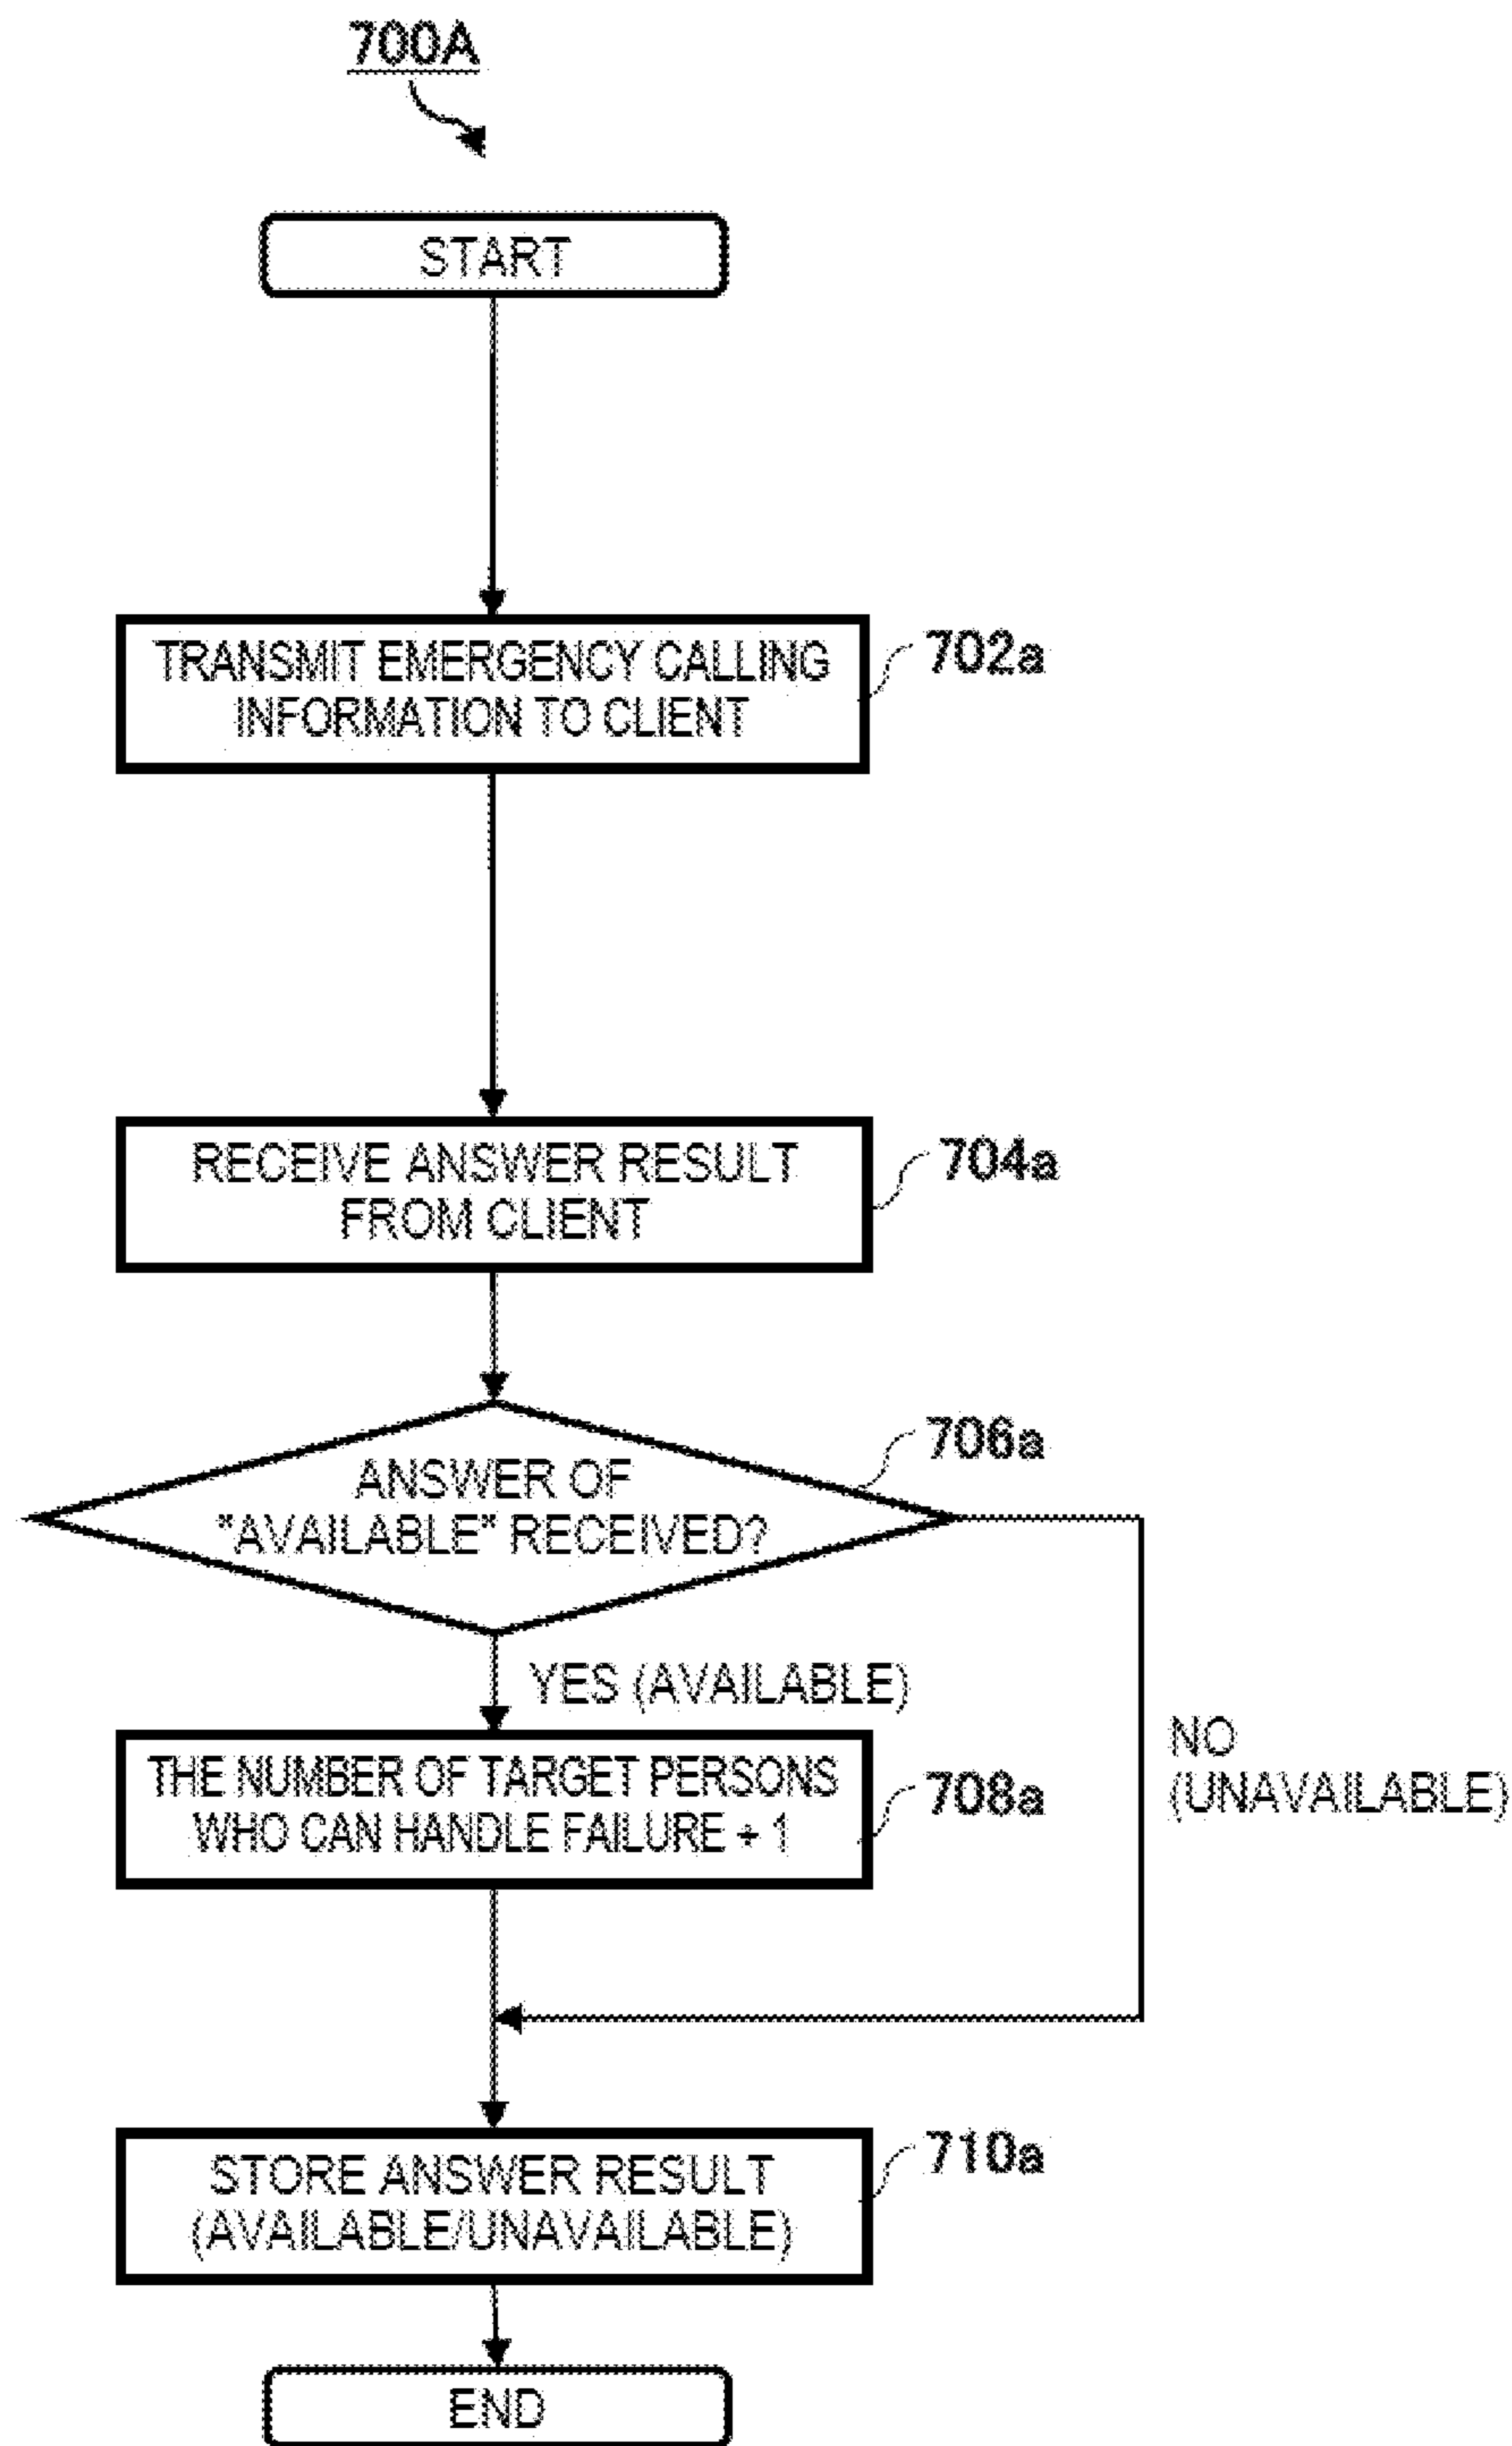 700A
START
TRANSMIT EMERGENCY CALLING
INFORMATION TO CLIENT
702a
RECEIVE ANSWER RESULT
FROM CLIENT
704a
ANSWER OF
"AVAILABLE" RECEIVED?
706a
YES (AVAILABLE)
NO
(UNAVAILABLE)
THE NUMBER OF TARGET PERSONS
WHO CAN HANDLE FAILURE + 1
708a
STORE ANSWER RESULT
(AVAILABLE/UNAVAILABLE)
710a
END